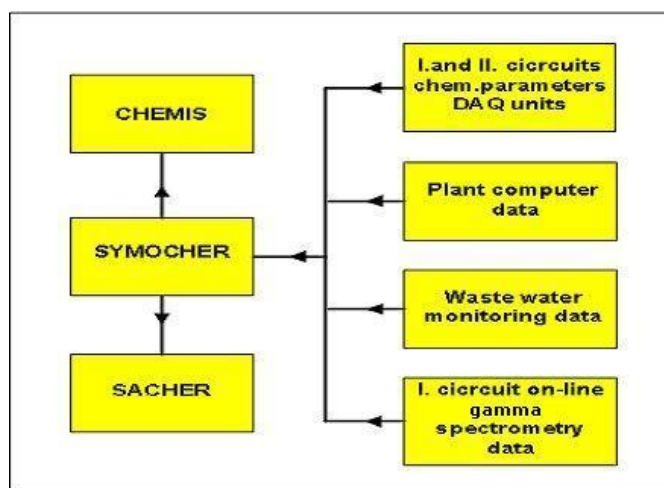 CHEMIS
SYMOCHER
SACHER
I.and II. cicrcuits
chem.parameters
DAQ units
Plant computer
data
Waste water
monitoring data
I. cicrcuit on-line
gamma
spectrometry
data